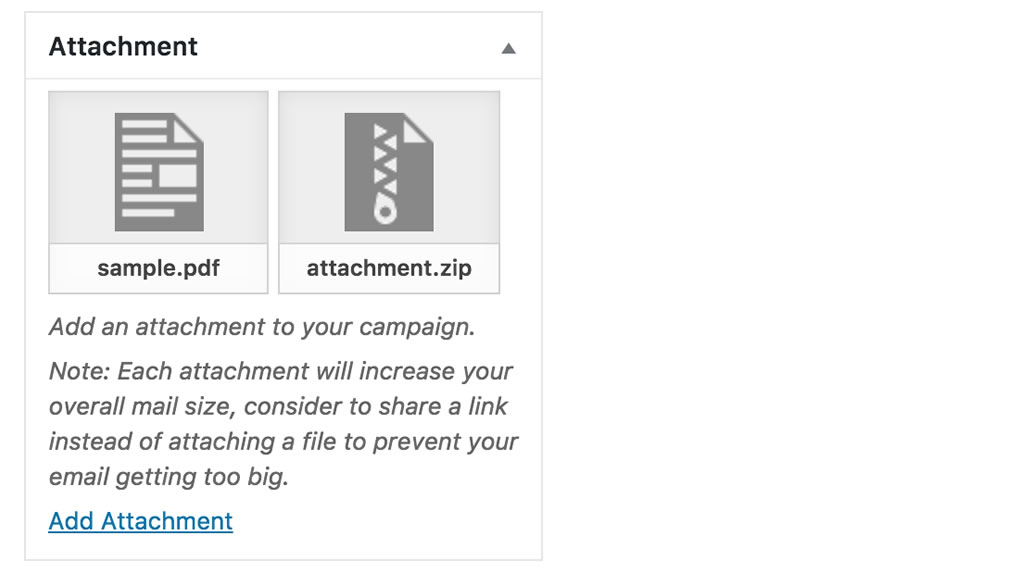 Attachment
sample.pdf
attachment.zip
Add an attachment to your campaign.
Note: Each attachment will increase your
overall mail size, consider to share a link
instead of attaching a file to prevent your
email getting too big.
Add Attachment